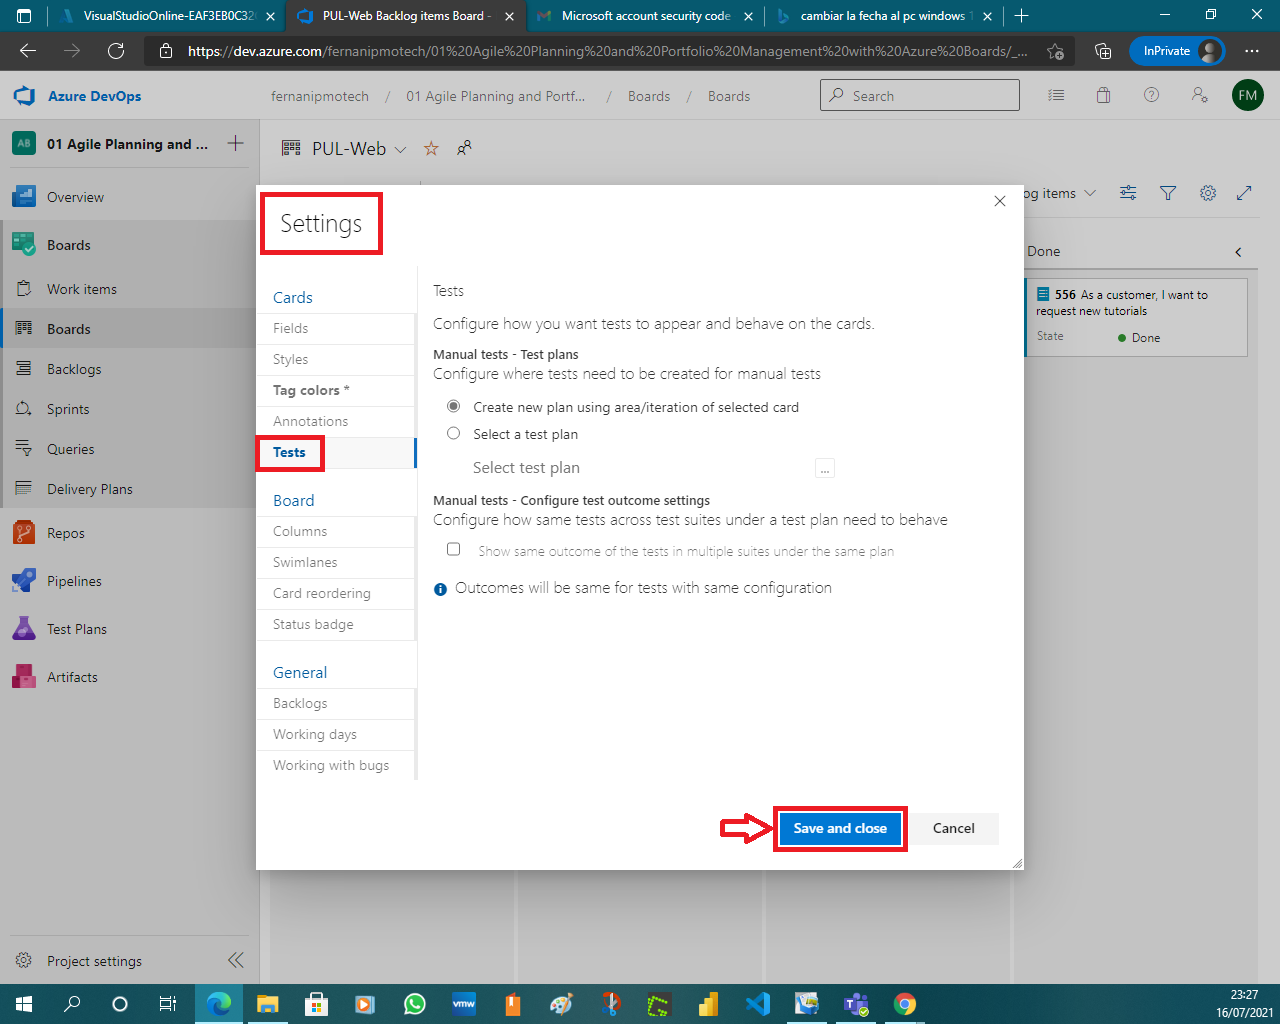 VisualStudioOnline-EAF3EB0C32
PUL-Web Backlog items Board -
Microsoft account security code
cambiar la fecha al pc windows 1
https://dev.azure.com/fernanipmotech/01%20Agile%20Planning%20and%20Portfolio%20Management%20with%20Azure%20Boards/_...
InPrivate
Azure DevOps
fernanipmotech / 01 Agile Planning and Portf... / Boards / Boards
Search
FM
AB 01 Agile Planning and ...
PUL-Web
Overview
Boards
Work items
Boards
Backlogs
Sprints
Queries
Delivery Plans
Repos
Pipelines
Test Plans
Artifacts
Project settings
og items
Done
556 As a customer, I want to
request new tutorials
State
Done
Settings
Cards
Fields
Styles
Tag colors *
Annotations
Tests
Board
Columns
Swimlanes
Card reordering
Status badge
General
Backlogs
Working days
Working with bugs
Tests
Configure how you want tests to appear and behave on the cards.
Manual tests - Test plans
Configure where tests need to be created for manual tests
Create new plan using area/iteration of selected card
Select a test plan
Select test plan
...
Manual tests - Configure test outcome settings
Configure how same tests across test suites under a test plan need to behave
Show same outcome of the tests in multiple suites under the same plan
Outcomes will be same for tests with same configuration
Save and close
Cancel
vmw
23:27
16/07/2021